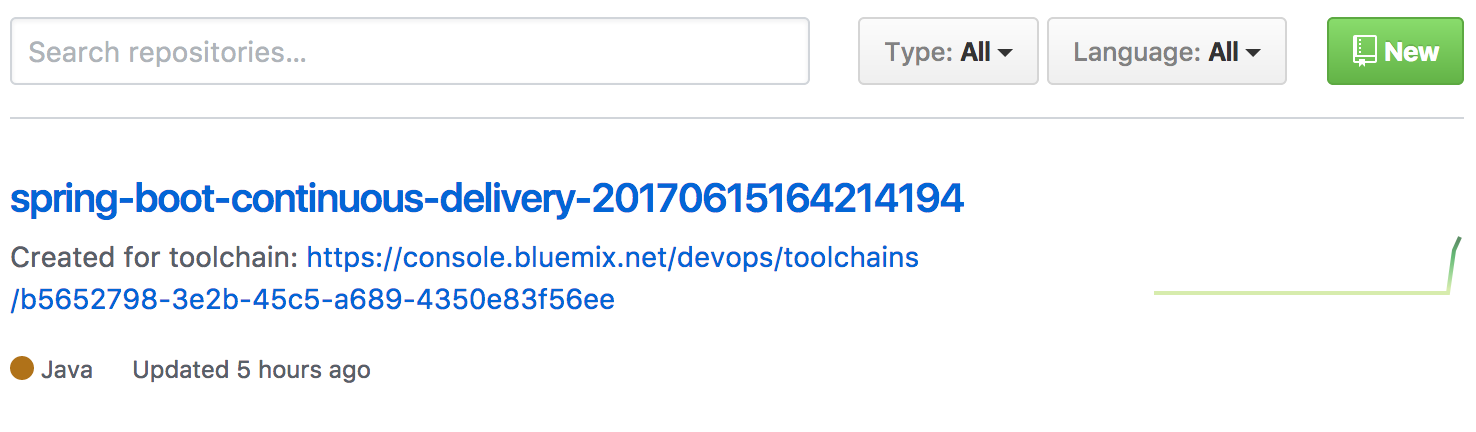 Search repositories...
Type: All
Language: All
New
spring-boot-continuous-delivery-20170615164214194
Created for toolchain: https://console.bluemix.net/devops/toolchains
/b5652798-3e2b-45c5-a689-4350e83f56ee
Java
Updated 5 hours ago